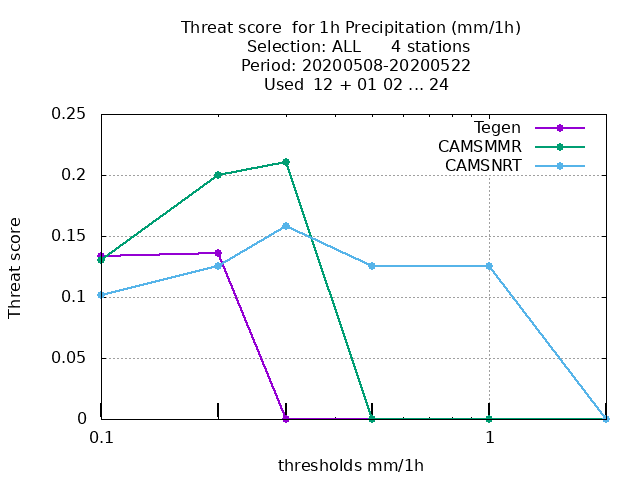 Threat score  for 1h Precipitation (mm/1h)
Selection: ALL      4 stations
Period: 20200508-20200522
Used  12 + 01 02 ... 24
Tegen
CAMSMMR
CAMSNRT
0.25
0.2
0.15
0.1
0.05
0
Threat score
0.1
1
thresholds mm/1h